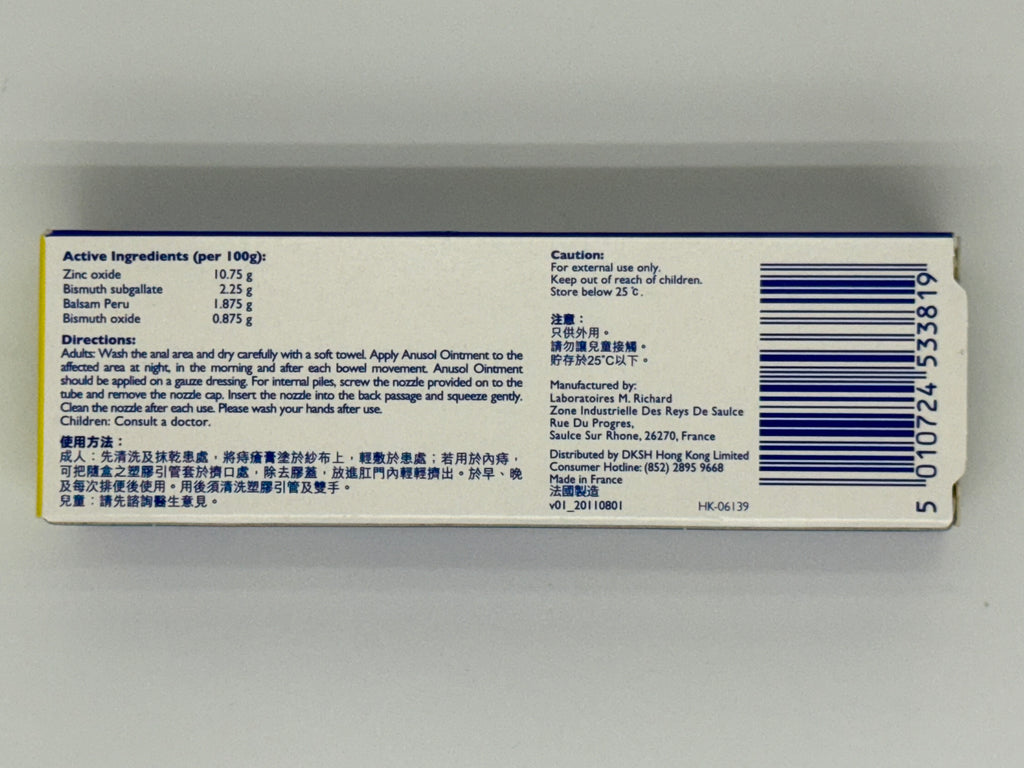 Active Ingredients (per 100g):
Zinc oxide 10.75 g
Bismuth subgallate 2.25 g
Balsam Peru 1.875 g
Bismuth oxide 0.875 g
Directions:
Adults: Wash the anal area and dry carefully with a soft towel. Apply Anusol Ointment to the
affected area at night, in the morning and after each bowel movement. Anusol Ointment
should be applied on a gauze dressing. For internal piles, screw the nozzle provided on to the
tube and remove the nozzle cap. Insert the nozzle into the back passage and squeeze gently.
Clean the nozzle after each use. Please wash your hands after use.
Children: Consult a doctor.
使用方法：
成人：先清洗及抹乾患處，將痔瘡膏塗於紗布上，輕敷於患處；若用於內痔，
可把隨盒之塑膠引管套於擠口處，除去膠蓋，放進肛門內輕輕擠出。於早、晚
及每次排便後使用。用後須清洗塑膠引管及雙手。
兒童：請先諮詢醫生意見。
Caution:
For external use only.
Keep out of reach of children.
Store below 25℃.
注意：
只供外用。
請勿讓兒童接觸。
貯存於25°C以下。
Manufactured by:
Laboratoires M. Richard
Zone Industrielle Des Reys De Saulce
Rue Du Progres,
Saulce Sur Rhone, 26270, France
Distributed by DKSH Hong Kong Limited
Consumer Hotline: (852) 2895 9668
Made in France
法國製造
v01_20110801 HK-06139
5 010724 533819